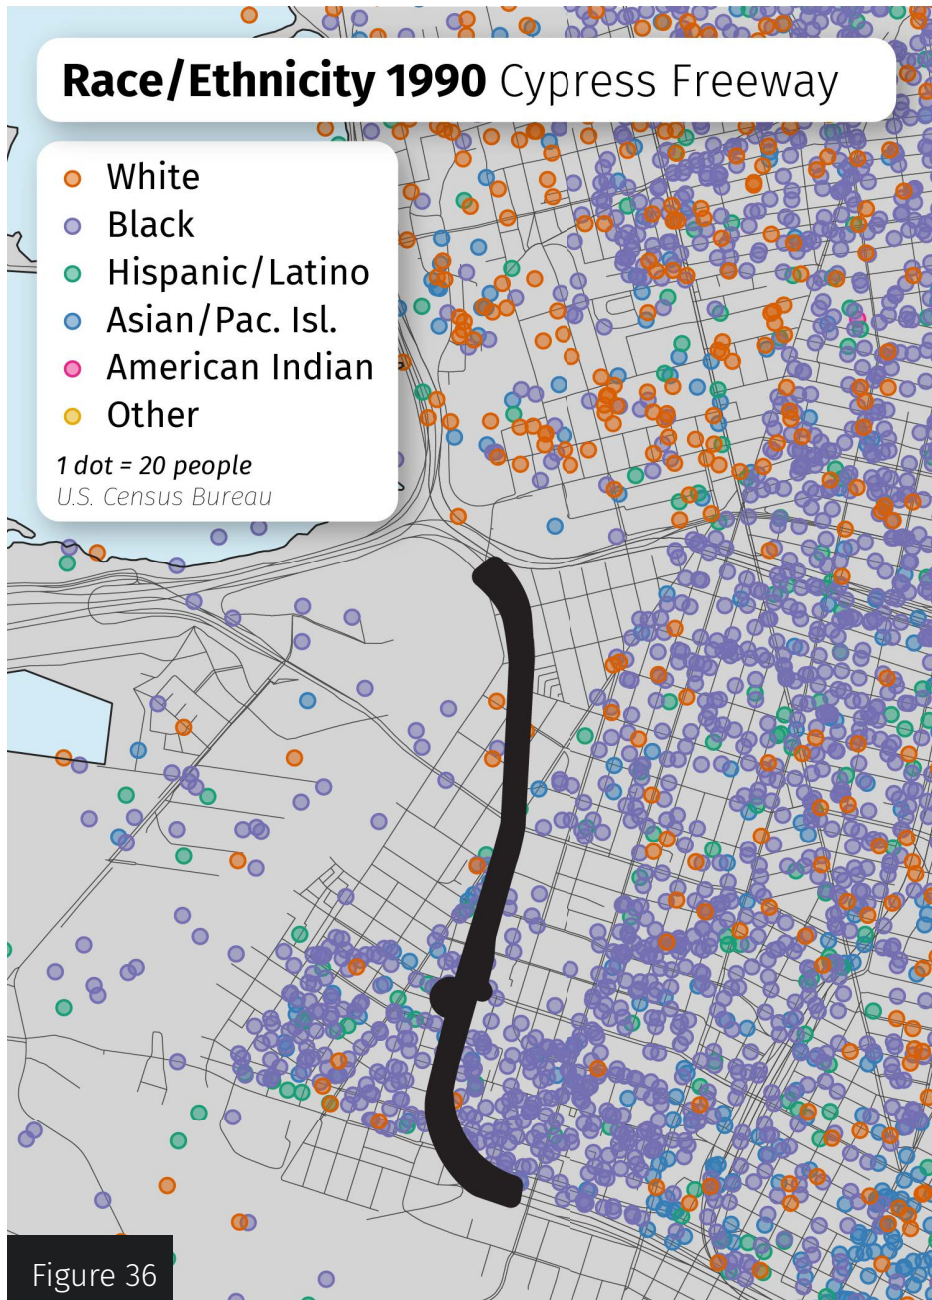 Race/Ethnicity 1990 Cypress Freeway
White
Black
Hispanic/Latino
Asian/Pac. Isl.
American Indian
Other
1 dot = 20 people
U.S. Census Bureau
Figure 36